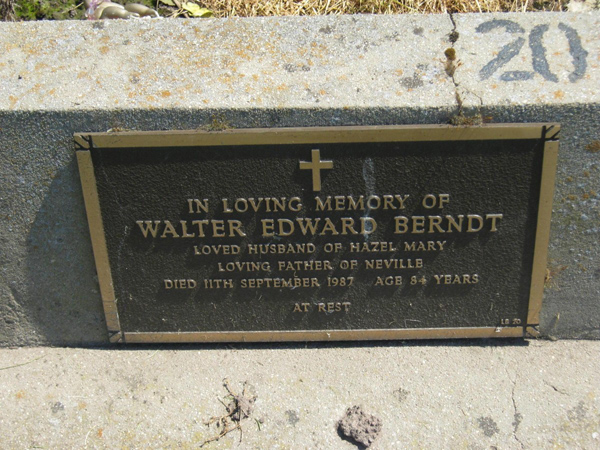 20
IN LOVING MEMORY OF
WALTER EDWARD BERNDT
LOVED HUSBAND OF HAZEL MARY
LOVING FATHER OF NEVILLE
DIED 11TH SEPTEMBER 1987 AGE 84 YEARS
AT REST